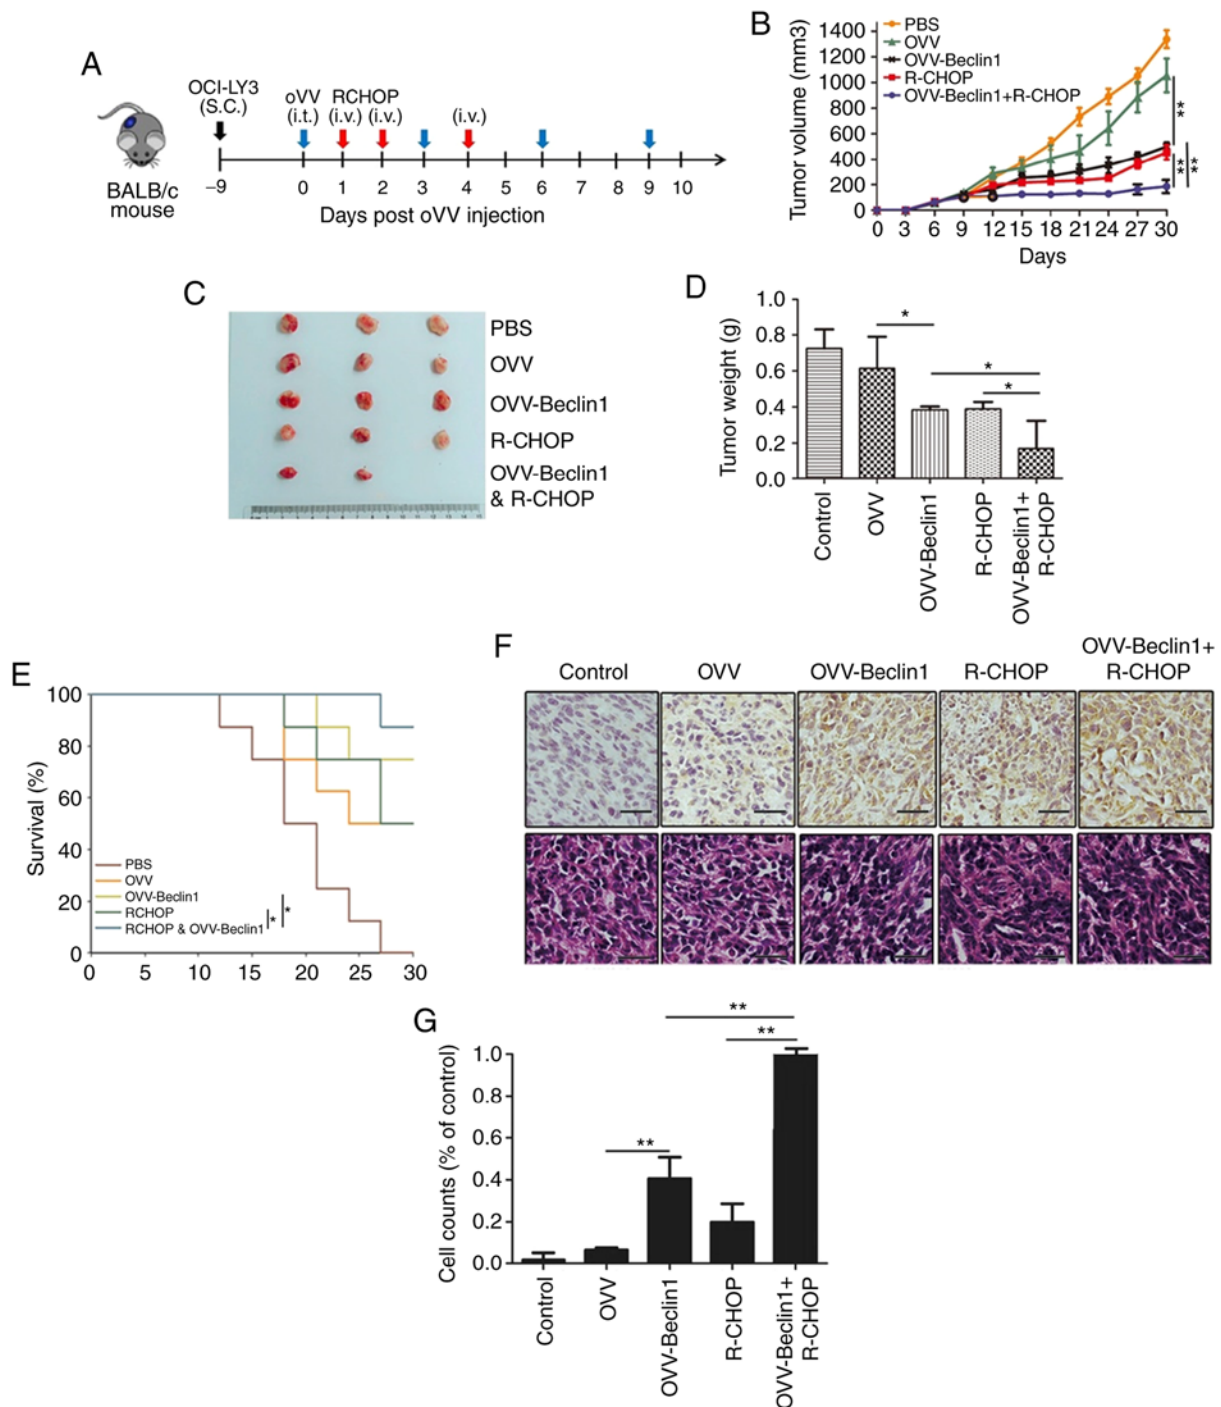 A
OCI-LY3
(S.C.)
oVV
(i.t.)
RCHOP
(i.v.) (i.v.)
(i.v.)
BALB/c
mouse
−9 0 1 2 3 4 5 6 7 8 9 10
Days post oVV injection
B
Tumor volume (mm3)
1400
1200
1000
800
600
400
200
0
0 3 6 9 12 15 18 21 24 27 30
Days
PBS
OVV
OVV-Beclin1
R-CHOP
OVV-Beclin1+R-CHOP
**
**
**
C
PBS
OVV
OVV-Beclin1
R-CHOP
OVV-Beclin1
& R-CHOP
D
Tumor weight (g)
1.0
0.8
0.6
0.4
0.2
0.0
*
*
*
Control
OVV
OVV-Beclin1
R-CHOP
OVV-Beclin1+
R-CHOP
E
Survival (%)
100
80
60
40
20
0
0 5 10 15 20 25 30
PBS
OVV
OVV-Beclin1
RCHOP
RCHOP & OVV-Beclin1
*
*
F
Control
OVV
OVV-Beclin1
R-CHOP
OVV-Beclin1+
R-CHOP
G
Cell counts (% of control)
1.0
0.8
0.6
0.4
0.2
0.0
**
**
**
Control
OVV
OVV-Beclin1
R-CHOP
OVV-Beclin1+
R-CHOP